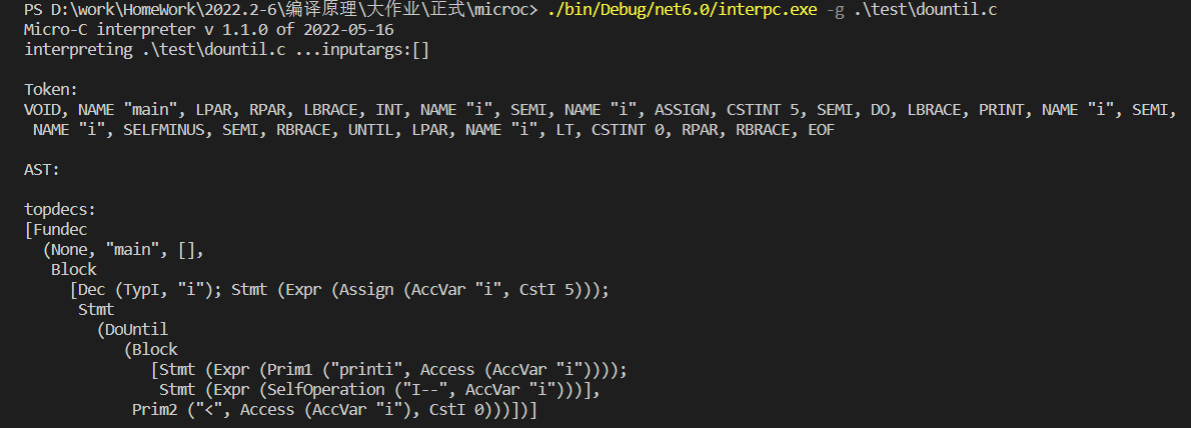 PS D:\work\HomeWork\2022.2-6\编译原理\大作业\正式\microc> ./bin/Debug/net6.0/interpc.exe -g .\test\dountil.c
Micro-C interpreter v 1.1.0 of 2022-05-16
interpreting .\test\dountil.c ...inputargs:[]
Token:
VOID, NAME "main", LPAR, RPAR, LBRACE, INT, NAME "i", SEMI, NAME "i", ASSIGN, CSTINT 5, SEMI, DO, LBRACE, PRINT, NAME "i", SEMI,
NAME "i", SELFMINUS, SEMI, RBRACE, UNTIL, LPAR, NAME "i", LT, CSTINT 0, RPAR, RBRACE, EOF
AST:
topdecs:
[Fundec
(None, "main", [],
Block
[Dec (TypI, "i"); Stmt (Expr (Assign (AccVar "i", CstI 5)));
Stmt
(DoUntil
(Block
[Stmt (Expr (Prim1 ("printi", Access (AccVar "i"))));
Stmt (Expr (SelfOperation ("I--", AccVar "i")))],
Prim2 ("<", Access (AccVar "i"), CstI 0)))])]